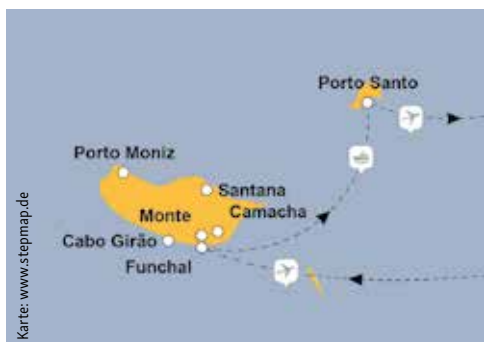 Porto Santo
Porto Moniz
Santana
Monte
Camacha
Cabo Girão
Funchal
Karte: www.stepmap.de